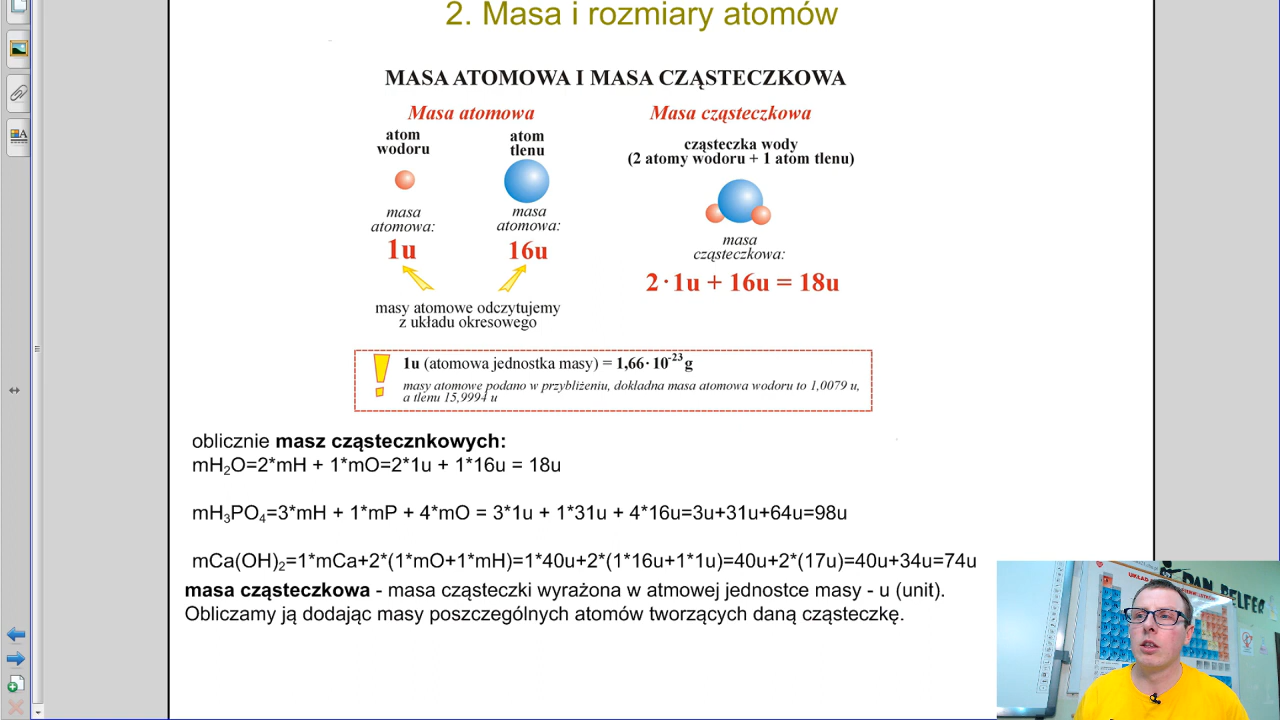 2. Masa i rozmiary atomów
MASA ATOMOWA I MASA CZĄSTECZKOWA
Masa atomowa
Masa cząsteczkowa
atom
wodoru
atom
tlenu
cząsteczka wody
(2 atomy wodoru + 1 atom tlenu)
masa
atomowa:
1u
masa
atomowa:
16u
masa
cząsteczkowa:
2·1u + 16u = 18u
masy atomowe odczytujemy
z układu okresowego
1u (atomowa jednostka masy) = 1,66·10⁻²³g
masy atomowe podano w przybliżeniu, dokładna masa atomowa wodoru to 1,0079 u,
a tlenu 15,9994 u
oblicznie masz cząstecznkowych:
mH₂O=2*mH + 1*mO=2*1u + 1*16u = 18u
mH₃PO₄=3*mH + 1*mP + 4*mO = 3*1u + 1*31u + 4*16u=3u+31u+64u=98u
mCa(OH)₂=1*mCa+2*(1*mO+1*mH)=1*40u+2*(1*16u+1*1u)=40u+2*(17u)=40u+34u=74u
masa cząsteczkowa - masa cząsteczki wyrażona w atmowej jednostce masy - u (unit).
Obliczamy ją dodając masy poszczególnych atomów tworzących daną cząsteczkę.
PAN BELFER
UKŁAD